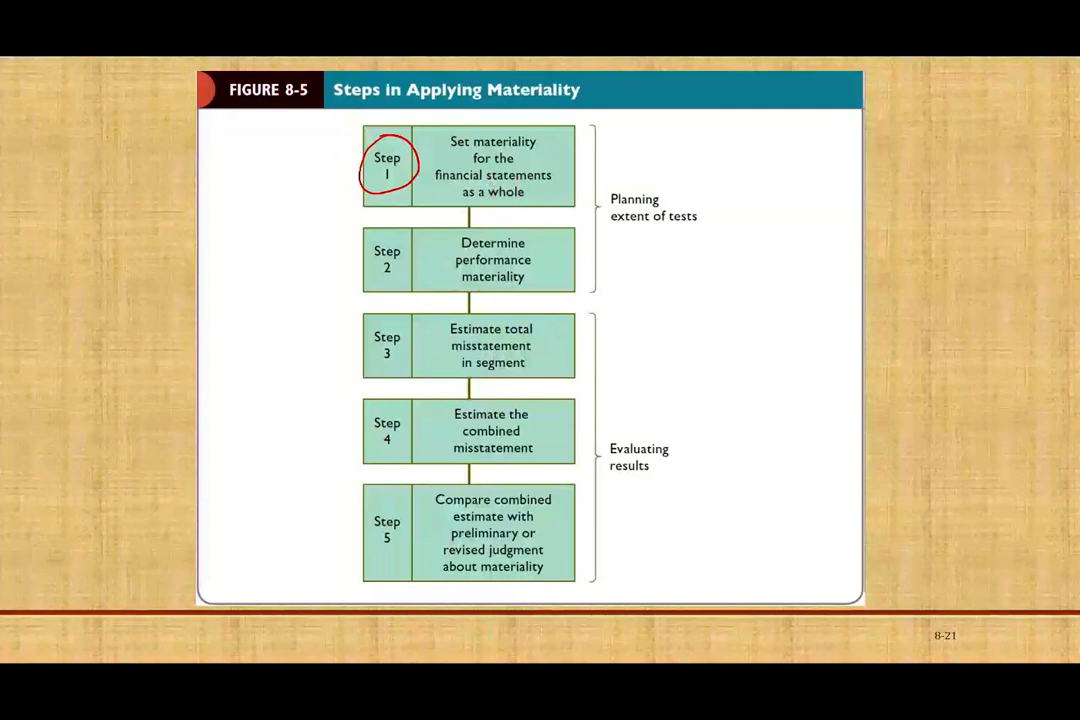 FIGURE 8-5 Steps in Applying Materiality
Step
1
Set materiality
for the
financial statements
as a whole
Planning
extent of tests
Step
2
Determine
performance
materiality
Step
3
Estimate total
misstatement
in segment
Step
4
Estimate the
combined
misstatement
Evaluating
results
Step
5
Compare combined
estimate with
preliminary or
revised judgment
about materiality
8-21